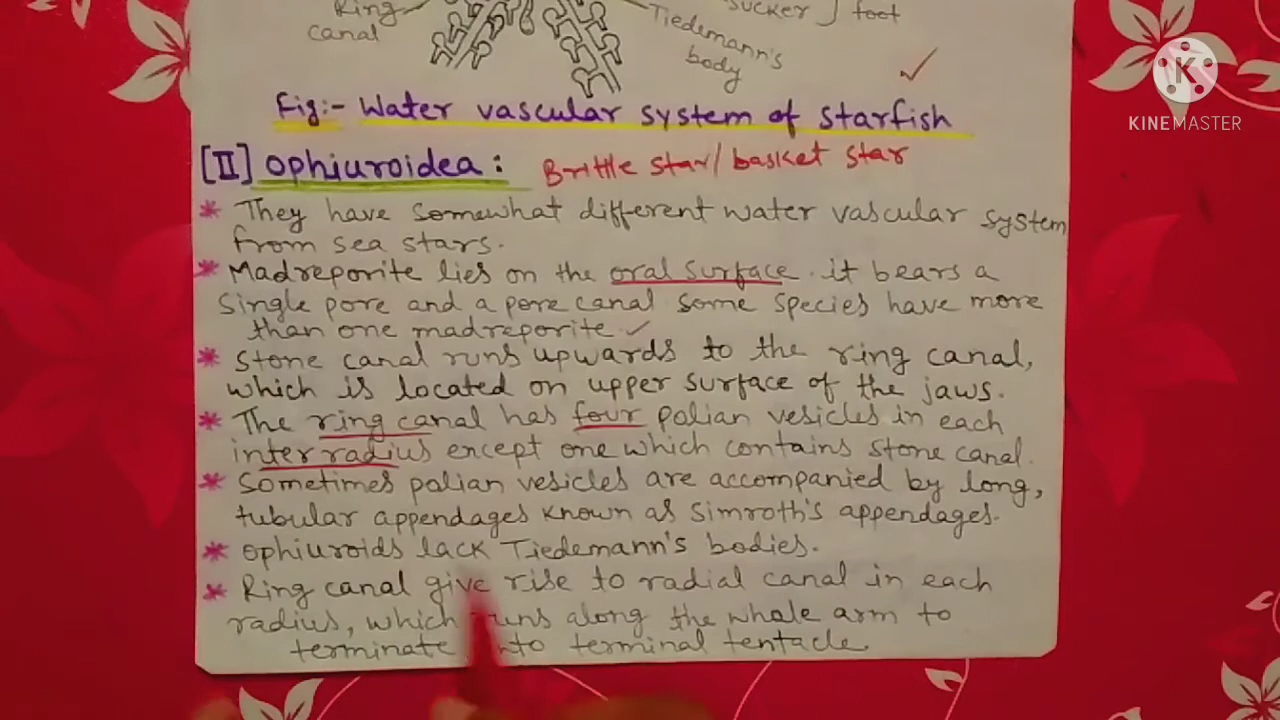 Ring
canal
sucker
foot
Tiedemann's
body
K
KINEMASTER
Fig:- Water vascular system of starfish
[II] Ophiuroidea: Brittle star/basket star
* They have somewhat different water vascular system
from sea stars.
* Madreporite lies on the oral surface. it bears a
single pore and a pore canal some species have more
than one madreporite
* Stone canal runs upwards to the ring canal,
which is located on upper surface of the jaws.
* The ring canal has four polian vesicles in each
interradius except one which contains stone canal.
* Sometimes polian vesicles are accompanied by long,
tubular appendages known as Simroth's appendages.
* Ophiuroids lack Tiedemann's bodies.
* Ring canal give rise to radial canal in each
radius, which runs along the whole arm to
terminate into terminal tentacle.